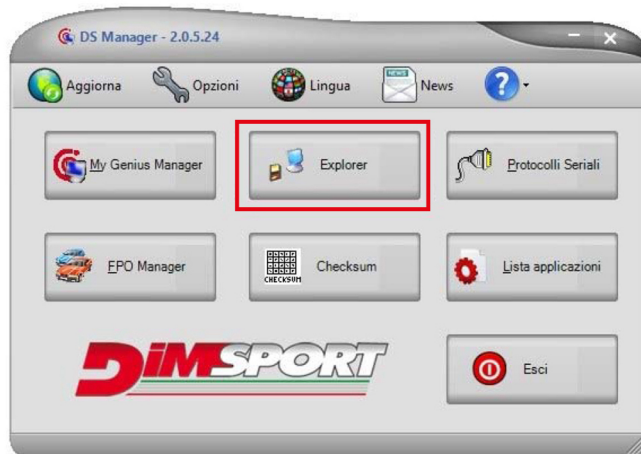 DS Manager - 2.0.5.24
Aggiorna Opzioni Lingua NEWS News ?
My Genius Manager Explorer Protocolli Seriali
EPO Manager CHECKSUM Checksum Lista applicazioni
DIMSPORT Esci